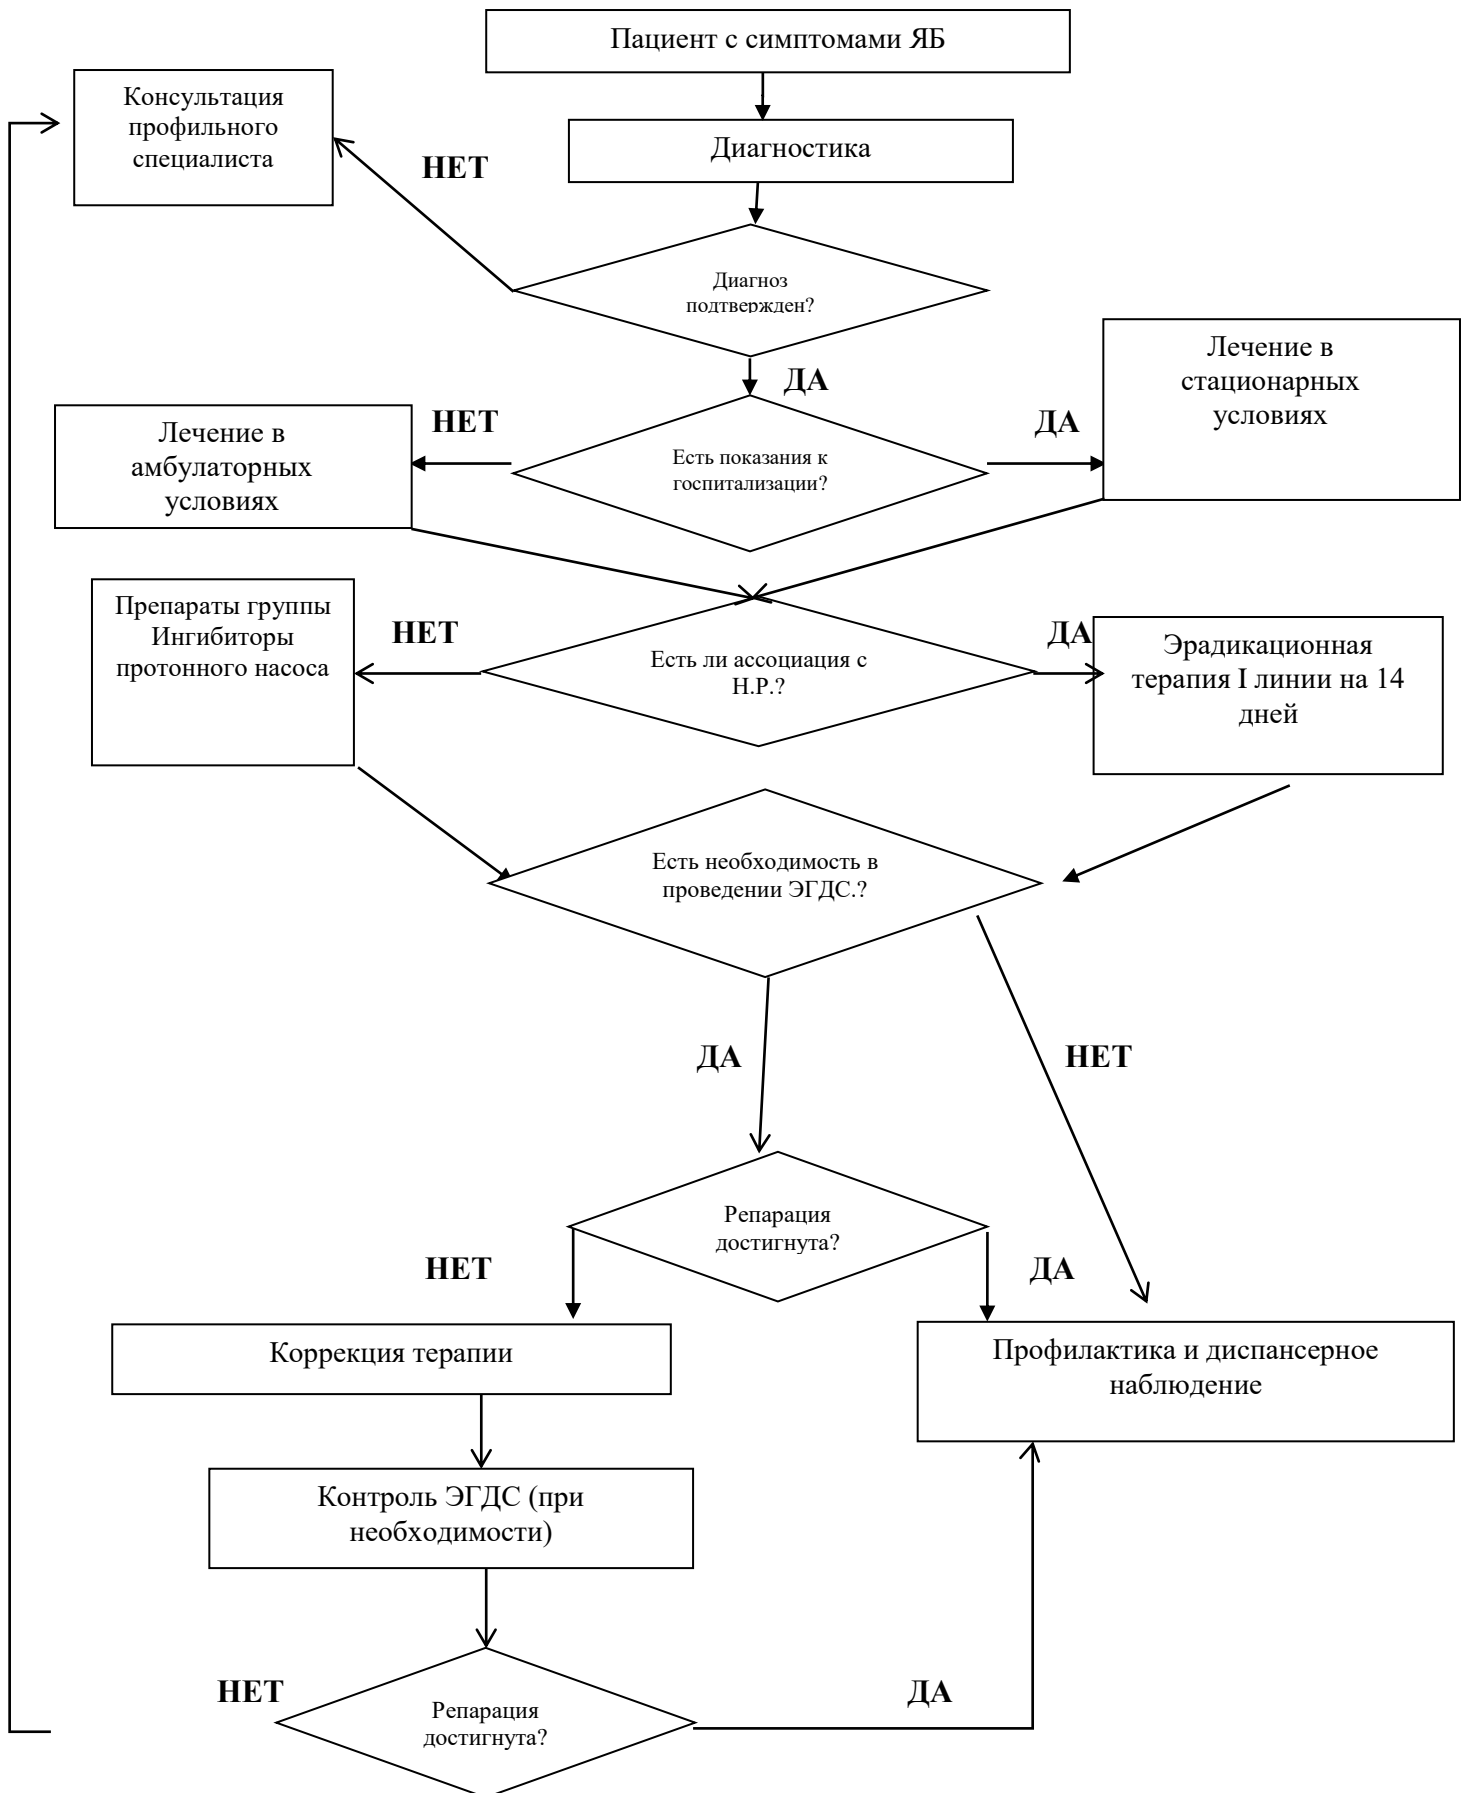 Пациент с симптомами ЯБ
Консультация
профильного
специалиста
Диагностика
НЕТ
Диагноз
подтвержден?
ДА
Лечение в
стационарных
условиях
НЕТ
ДА
Лечение в
амбулаторных
условиях
Есть показания к
госпитализации?
Препараты группы
Ингибиторы
протонного насоса
НЕТ
Есть ли ассоциация с
Н.Р.?
ДА
Эрадикационная
терапия I линии на 14
дней
Есть необходимость в
проведении ЭГДС.?
ДА
НЕТ
Репарация
достигнута?
НЕТ
ДА
Коррекция терапии
Профилактика и диспансерное
наблюдение
Контроль ЭГДС (при
необходимости)
НЕТ
Репарация
достигнута?
ДА